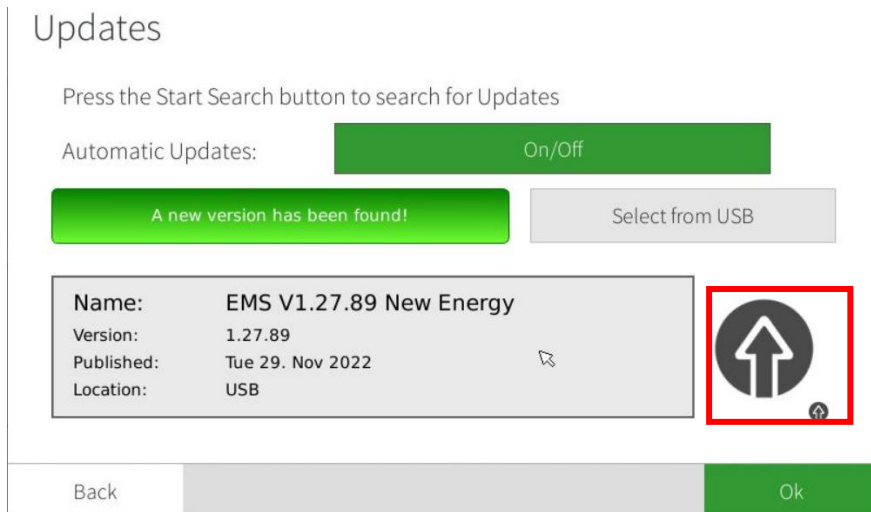 Updates
Press the Start Search button to search for Updates
Automatic Updates: On/Off
A new version has been found! Select from USB
Name: EMS V1.27.89 New Energy
Version: 1.27.89
Published: Tue 29. Nov 2022
Location: USB
Back Ok